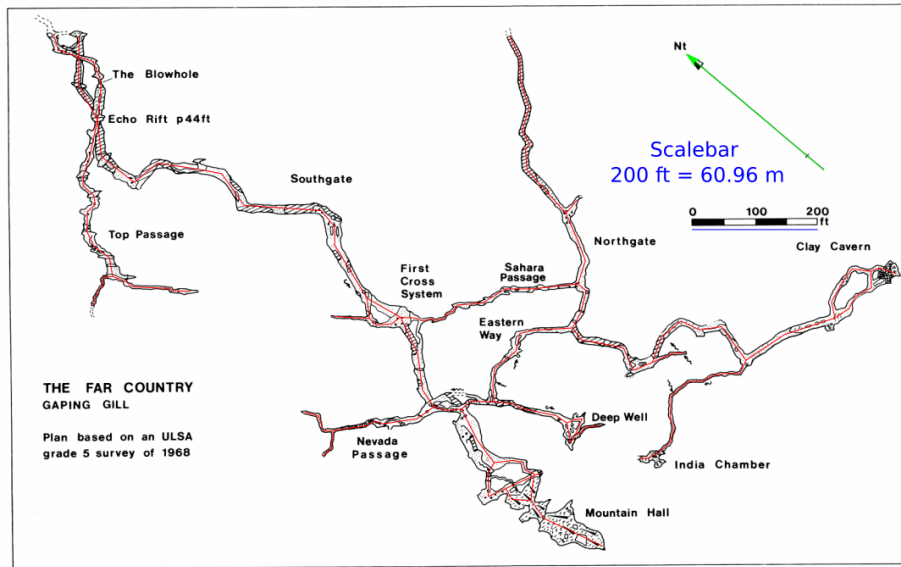 Nt
The Blowhole
Echo Rift p44ft
Scalebar
200 ft = 60.96 m
Southgate
0 100 200
ft
Top Passage
Northgate
Clay Cavern
First
Cross
System
Sahara
Passage
Eastern
Way
THE FAR COUNTRY
GAPING GILL
Plan based on an ULSA
grade 5 survey of 1968
Nevada
Passage
Deep Well
India Chamber
Mountain Hall